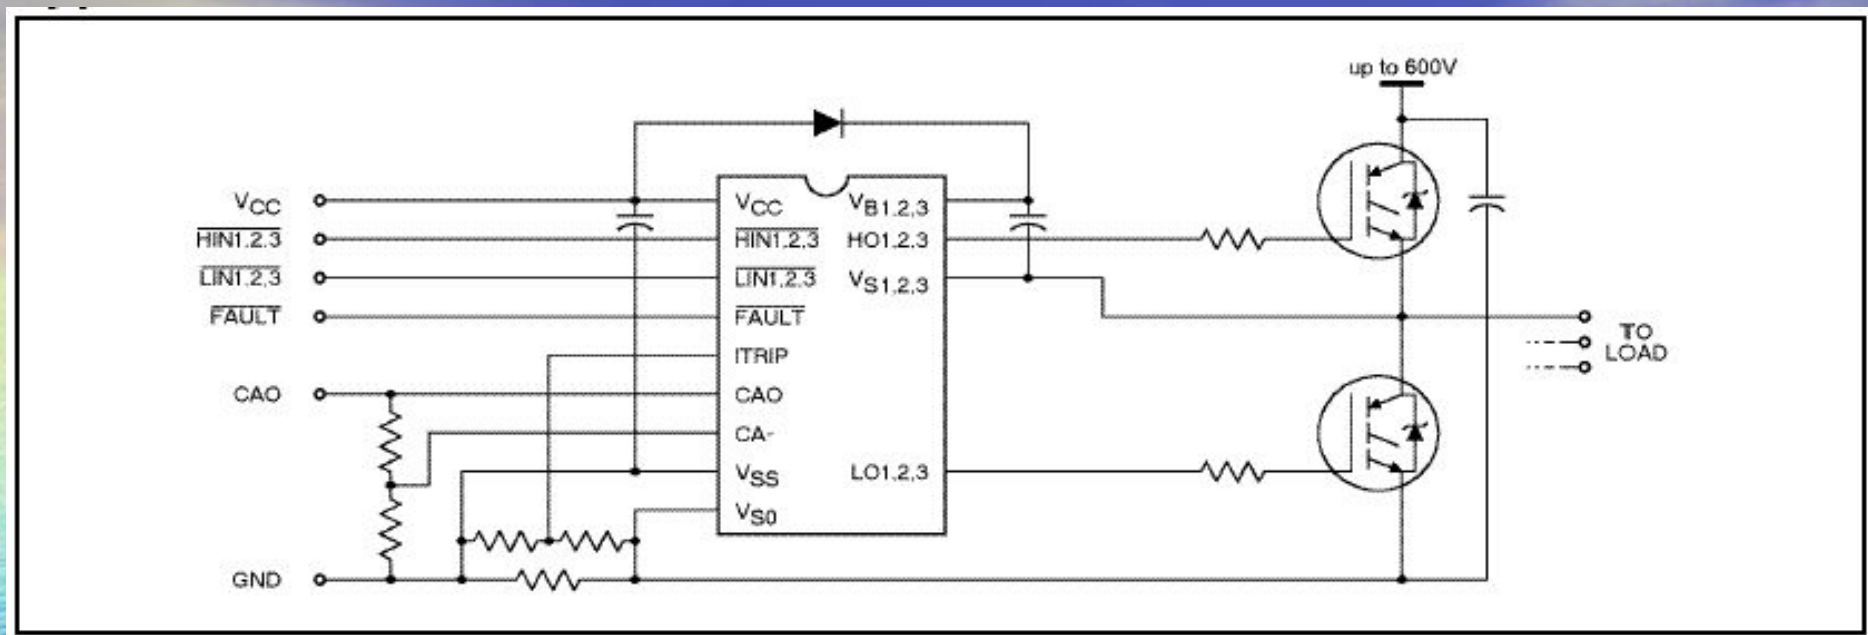 up to 600V
VCC
HIN1,2,3
LIN1,2,3
FAULT
CAO
GND
VCC
HIN1,2,3
LIN1,2,3
FAULT
ITRIP
CAO
CA-
VSS
VS0
VB1,2,3
HO1,2,3
VS1,2,3
LO1,2,3
TO
LOAD